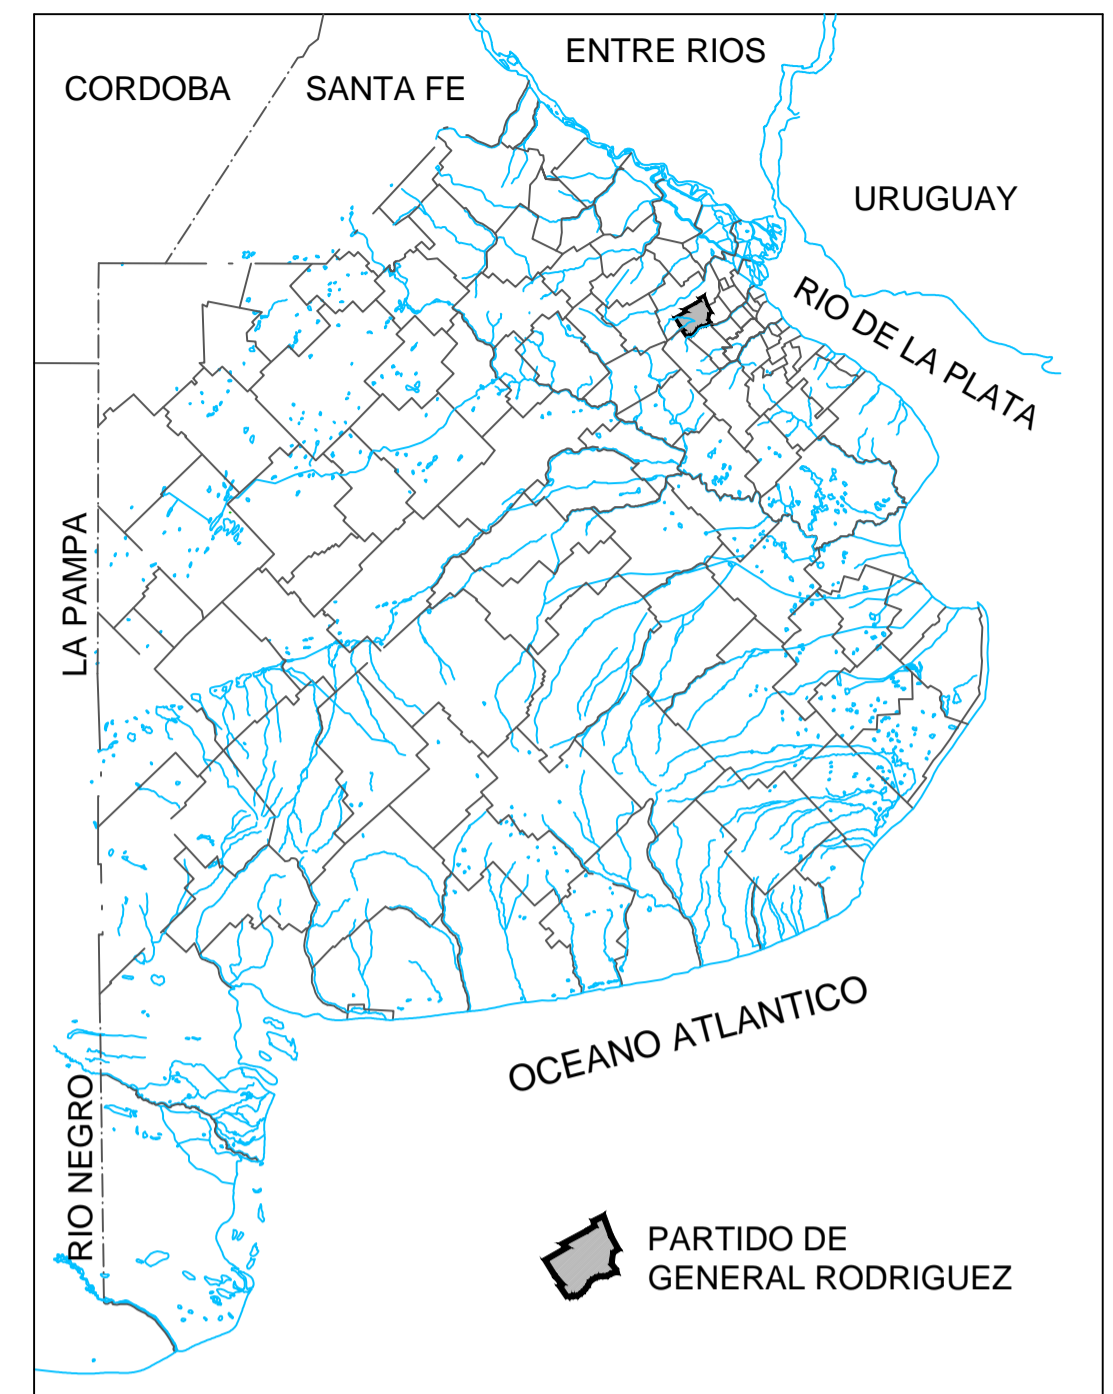 ENTRE RIOS
CORDOBA
SANTA FE
URUGUAY
RIO DE LA PLATA
LA PAMPA
OCEANO ATLANTICO
RIO NEGRO
PARTIDO DE
GENERAL RODRIGUEZ